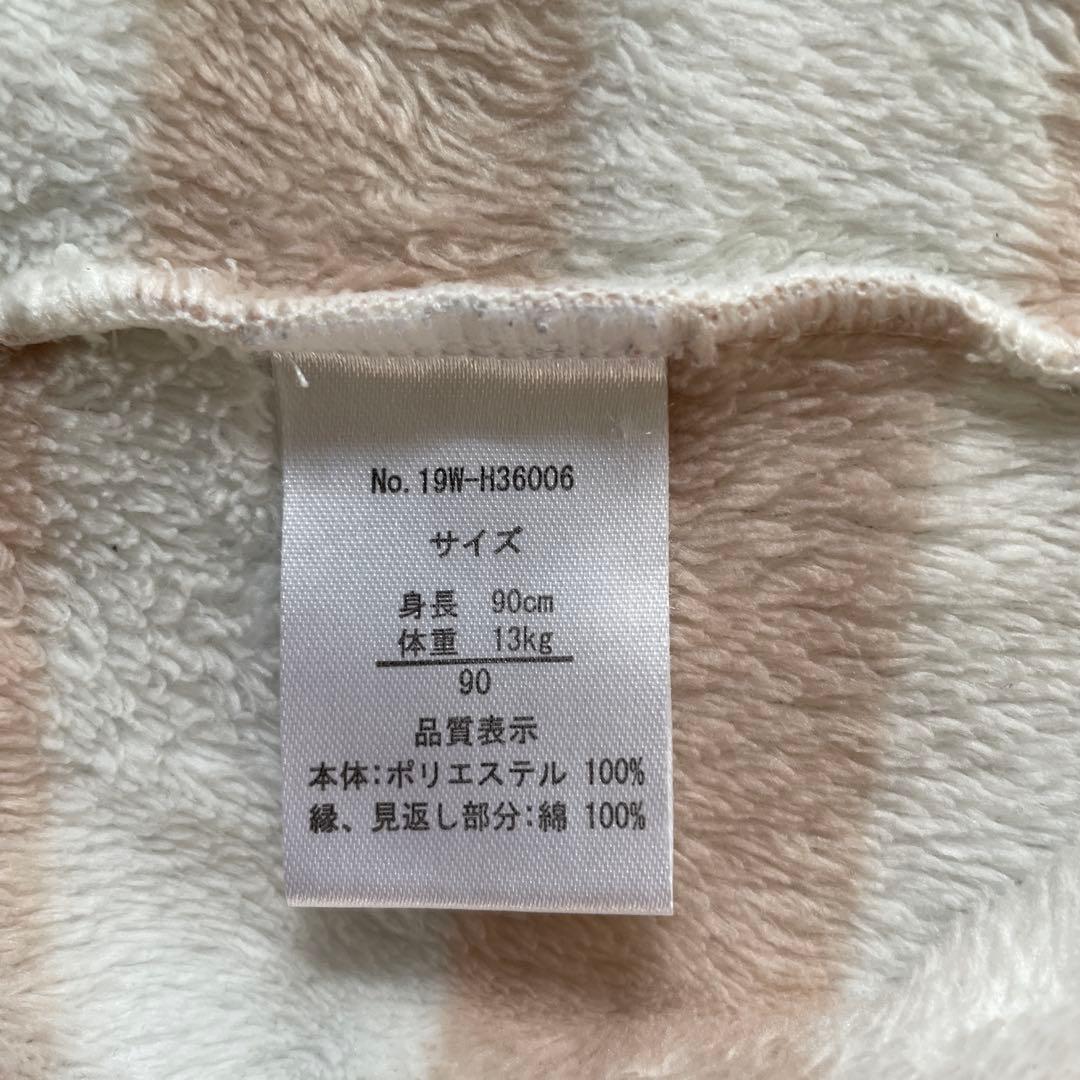 No.19W-H36006
サイズ
身長 90cm
体重 13kg
90
品質表示
本体:ポリエステル 100%
縁、見返し部分:綿 100%